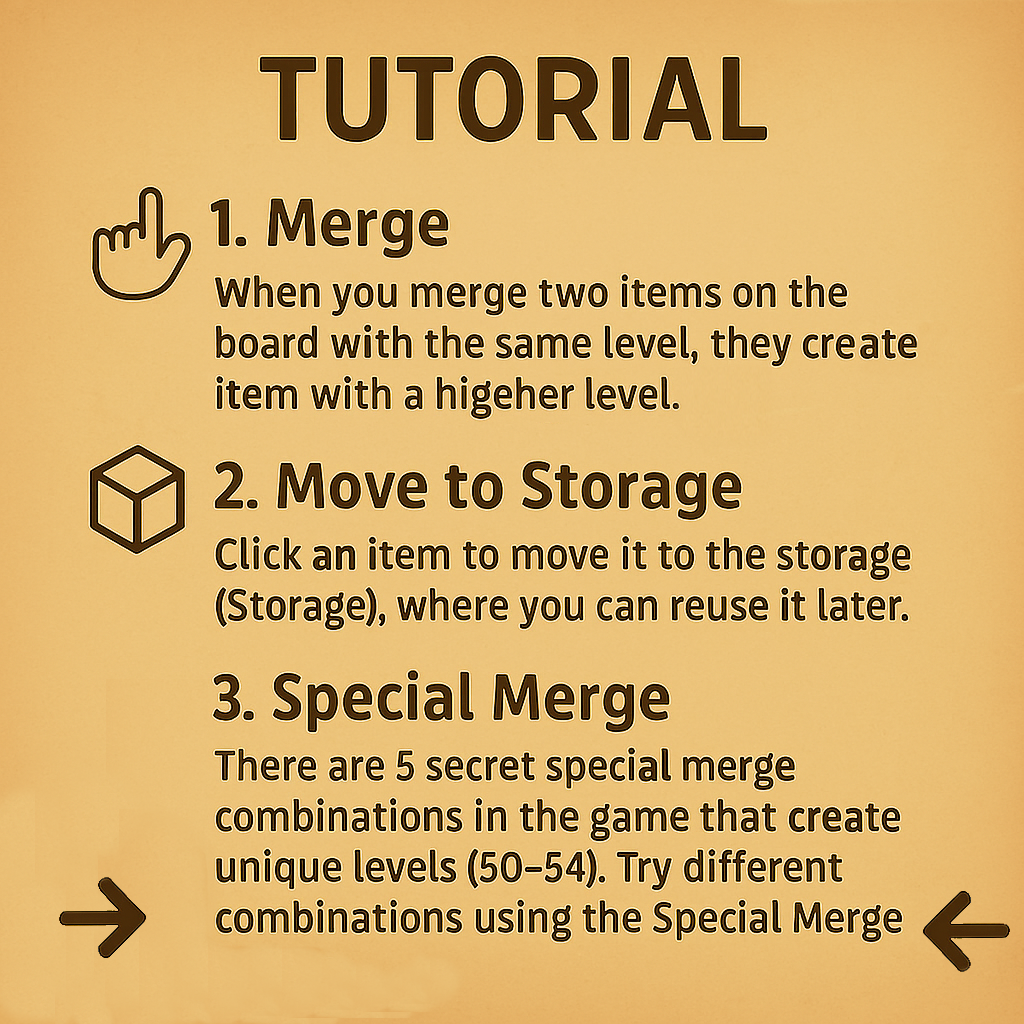 TUTORIAL
1. Merge
When you merge two items on the
board with the same level, they create
item with a higeher level.
2. Move to Storage
Click an item to move it to the storage
(Storage), where you can reuse it later.
3. Special Merge
There are 5 secret special merge
combinations in the game that create
unique levels (50–54). Try different
combinations using the Special Merge